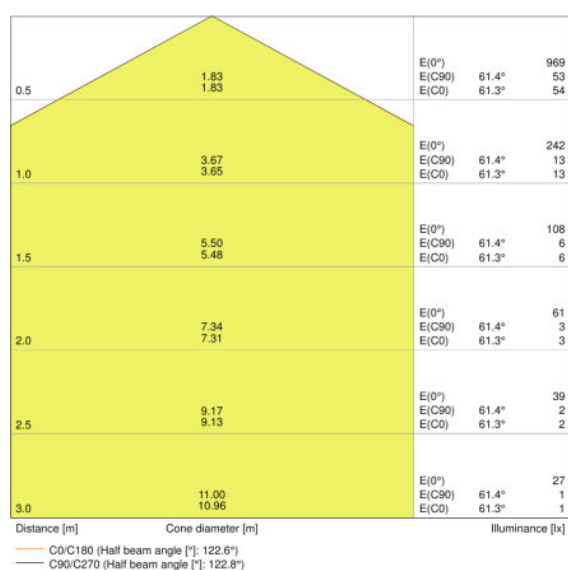 E(0°) 969
1.83 E(C90) 61.4° 53
0.5 1.83 E(C0) 61.3° 54
E(0°) 242
3.67 E(C90) 61.4° 13
1.0 3.65 E(C0) 61.3° 13
E(0°) 108
5.50 E(C90) 61.4° 6
1.5 5.48 E(C0) 61.3° 6
E(0°) 61
7.34 E(C90) 61.4° 3
2.0 7.31 E(C0) 61.3° 3
E(0°) 39
9.17 E(C90) 61.4° 2
2.5 9.13 E(C0) 61.3° 2
E(0°) 27
11.00 E(C90) 61.4° 1
3.0 10.96 E(C0) 61.3° 1
Distance [m] Cone diameter [m] Illuminance [lx]
C0/C180 (Half beam angle [°]: 122.6°)
C90/C270 (Half beam angle [°]: 122.8°)